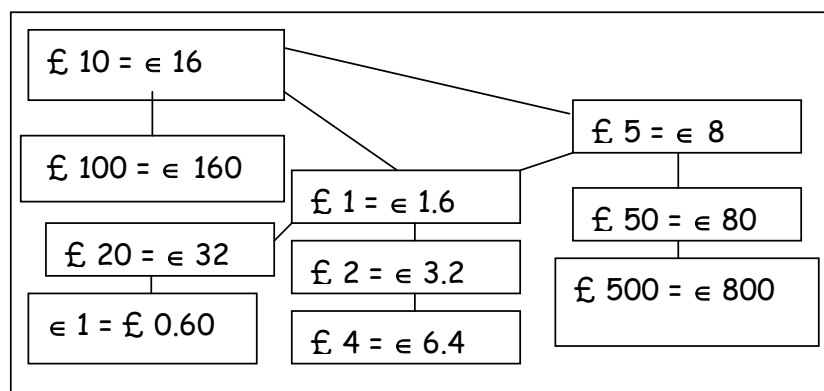 £ 10 = € 16
£ 5 = € 8
£ 100 = € 160
£ 1 = € 1.6
£ 50 = € 80
£ 20 = € 32
£ 2 = € 3.2
£ 500 = € 800
€ 1 = £ 0.60
£ 4 = € 6.4